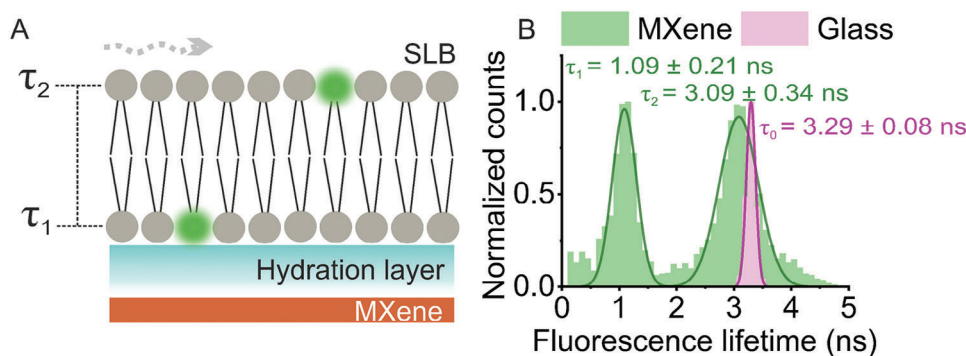 A
SLB
τ₂
τ₁
Hydration layer
MXene
B
MXene
Glass
τ₁ = 1.09 ± 0.21 ns
τ₂ = 3.09 ± 0.34 ns
τ₀ = 3.29 ± 0.08 ns
Normalized counts
1.0
0.5
0.0
0 1 2 3 4 5
Fluorescence lifetime (ns)